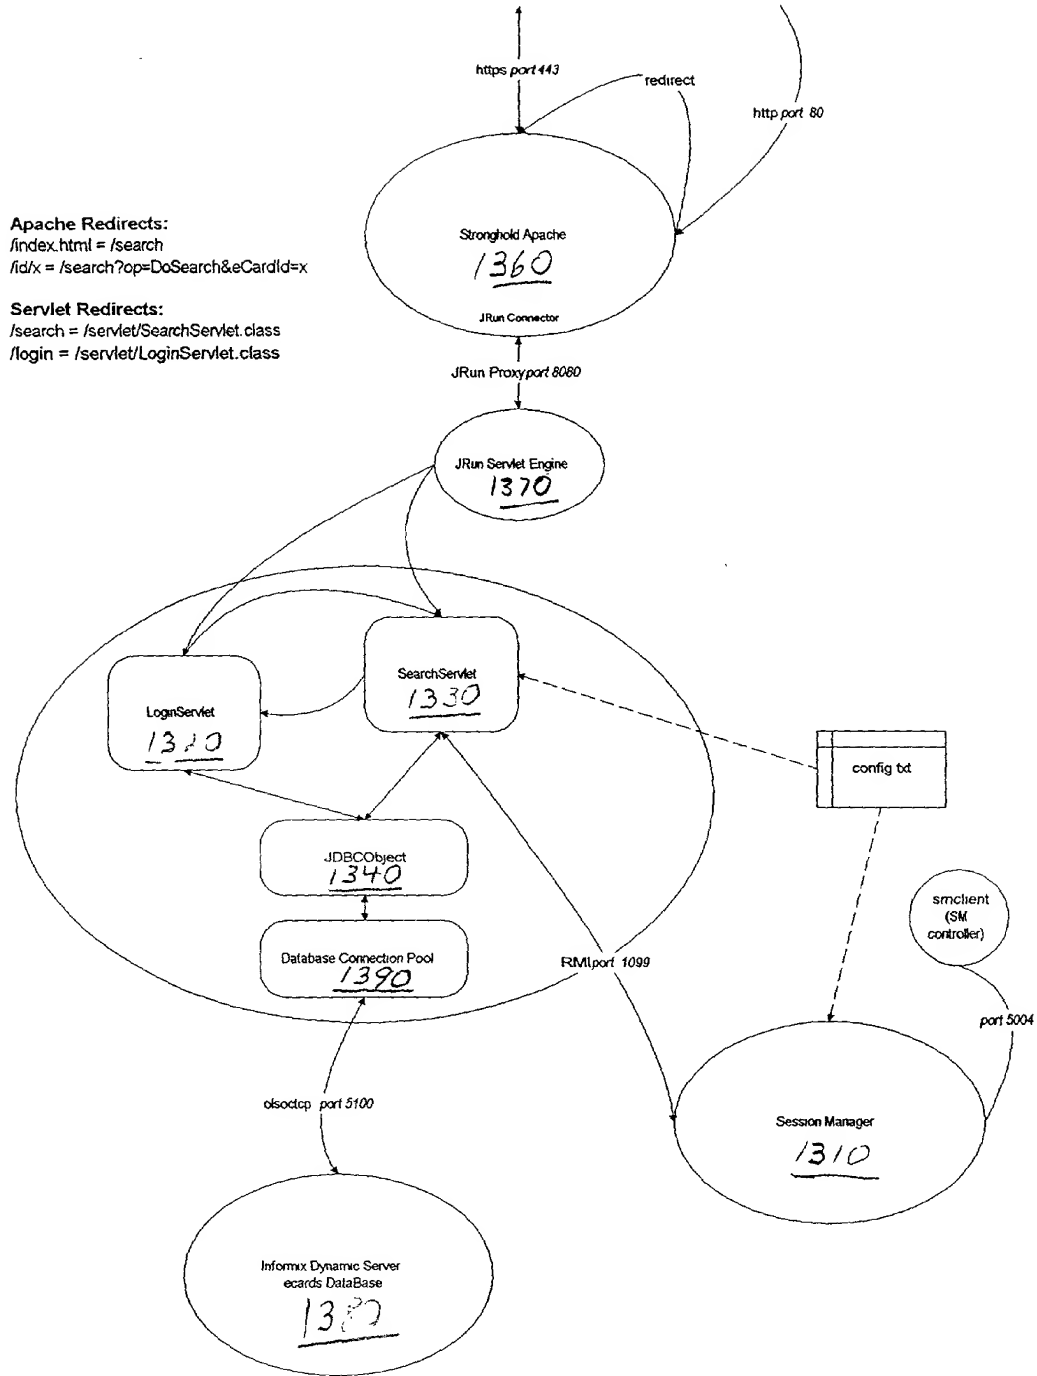 https port 443
redirect
http port 80
Apache Redirects:
/index.html = /search
/id/x = /search?op=DoSearch&eCardId=x
Servlet Redirects:
/search = /servlet/SearchServlet.class
/login = /servlet/LoginServlet.class
Stronghold Apache
1360
JRun Connector
JRun Proxy port 8080
JRun Servlet Engine
1370
SearchServlet
1330
LoginServlet
1320
config txt
JDBCObject
1340
smclient
(SM
controller)
Database Connection Pool
1390
RMI port 1099
port 5004
olsoctcp port 5100
Session Manager
1310
Informix Dynamic Server
ecards DataBase
1380